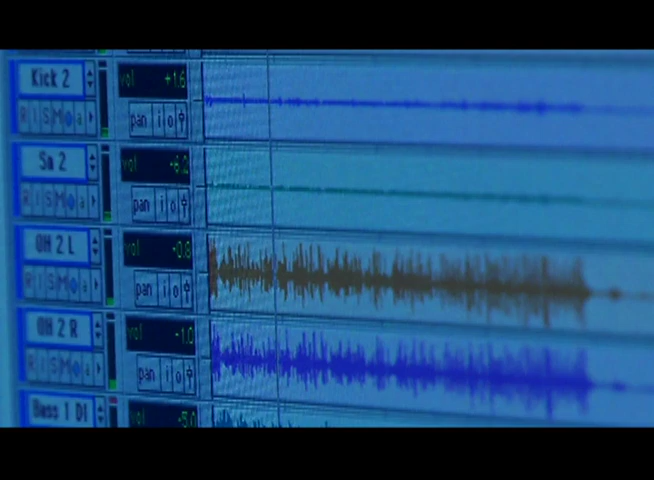 Kick 2
vol +1.6
R I S M a
pan i o
Sn 2
vol -6.2
R I S M a
pan i o
OH 2 L
vol -0.8
R I S M a
pan i o
OH 2 R
vol -1.0
R I S M a
pan i o
Bass 1 DI
vol -5.0